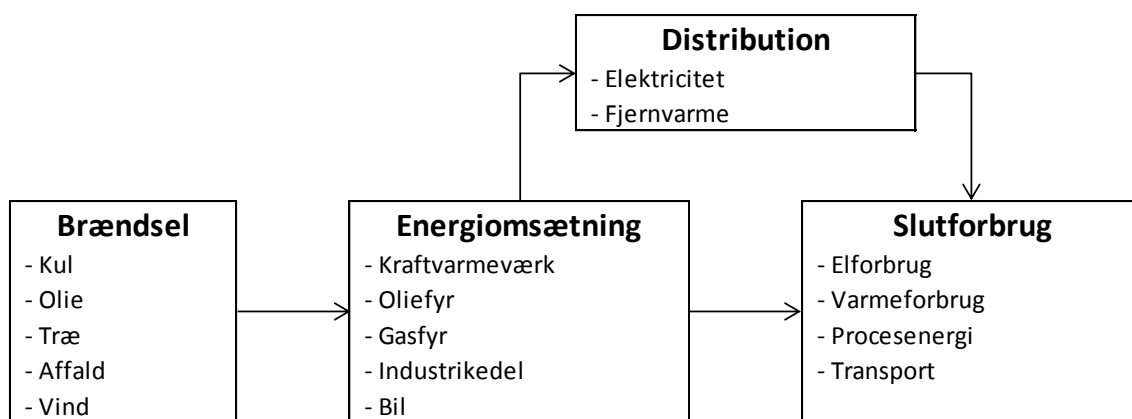 Distribution
- Elektricitet
- Fjernvarme
Brændsel
- Kul
- Olie
- Træ
- Affald
- Vind
Energiomsætning
- Kraftvarmeværk
- Oliefyr
- Gasfyr
- Industrikedel
- Bil
Slutforbrug
- Elforbrug
- Varmeforbrug
- Procesenergi
- Transport